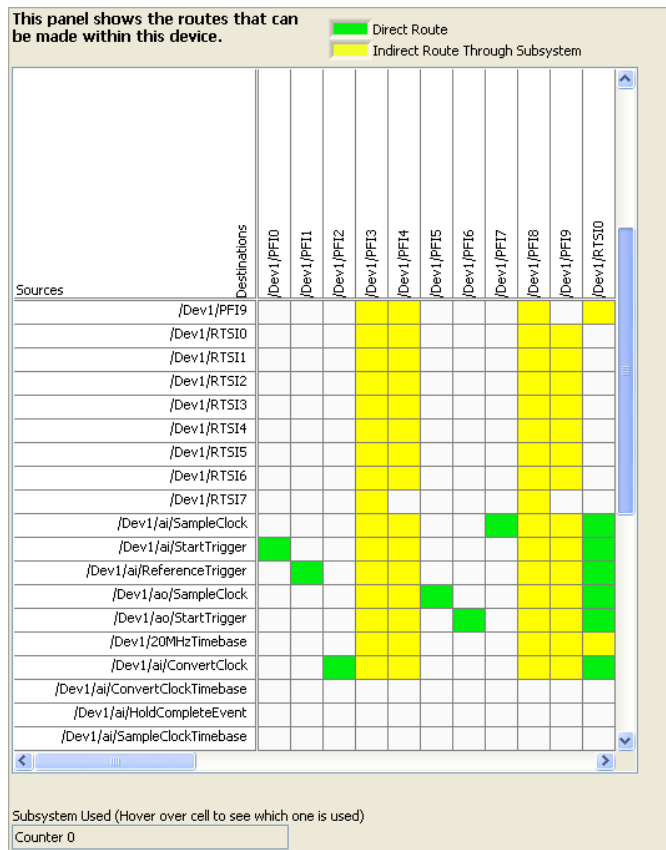 This panel shows the routes that can
be made within this device.
Direct Route
Indirect Route Through Subsystem
Sources
Destinations
/Dev1/PFI0
/Dev1/PFI1
/Dev1/PFI2
/Dev1/PFI3
/Dev1/PFI4
/Dev1/PFI5
/Dev1/PFI6
/Dev1/PFI7
/Dev1/PFI8
/Dev1/PFI9
/Dev1/RTSI0
/Dev1/PFI9
/Dev1/RTSI0
/Dev1/RTSI1
/Dev1/RTSI2
/Dev1/RTSI3
/Dev1/RTSI4
/Dev1/RTSI5
/Dev1/RTSI6
/Dev1/RTSI7
/Dev1/ai/SampleClock
/Dev1/ai/StartTrigger
/Dev1/ai/ReferenceTrigger
/Dev1/ao/SampleClock
/Dev1/ao/StartTrigger
/Dev1/20MHzTimebase
/Dev1/ai/ConvertClock
/Dev1/ai/ConvertClockTimebase
/Dev1/ai/HoldCompleteEvent
/Dev1/ai/SampleClockTimebase
Subsystem Used (Hover over cell to see which one is used)
Counter 0